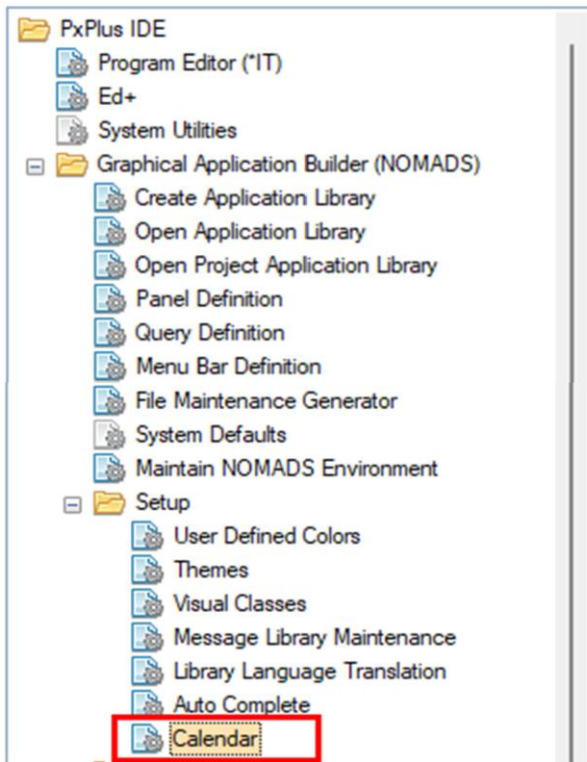 PxPlus IDE
Program Editor (*IT)
Ed+
System Utilities
Graphical Application Builder (NOMADS)
Create Application Library
Open Application Library
Open Project Application Library
Panel Definition
Query Definition
Menu Bar Definition
File Maintenance Generator
System Defaults
Maintain NOMADS Environment
Setup
User Defined Colors
Themes
Visual Classes
Message Library Maintenance
Library Language Translation
Auto Complete
Calendar